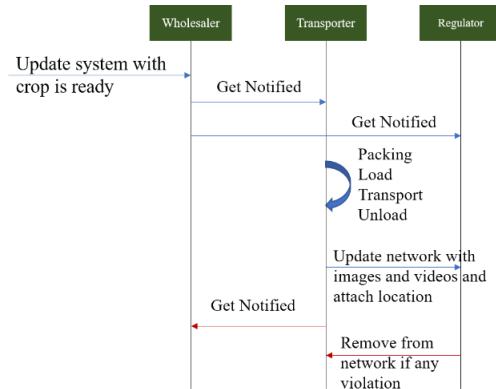 Wholesaler
Transporter
Regulator
Update system with
crop is ready
Get Notified
Get Notified
Packing
Load
Transport
Unload
Update network with
images and videos and
attach location
Get Notified
Remove from
network if any
violation